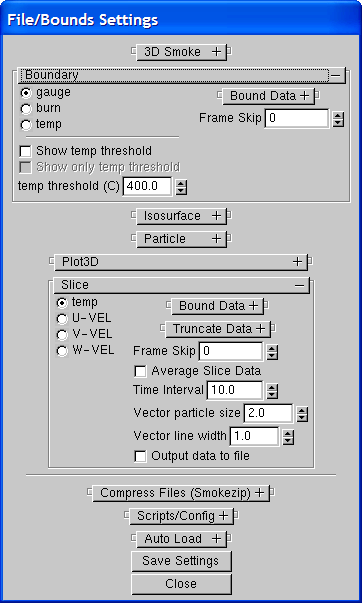 File/Bounds Settings
3D Smoke +
Boundary −
gauge
burn
temp
Bound Data +
Frame Skip 0
Show temp threshold
Show only temp threshold
temp threshold (C) 400.0
Isosurface +
Particle +
Plot3D +
Slice −
temp
U-VEL
V-VEL
W-VEL
Bound Data +
Truncate Data +
Frame Skip 0
Average Slice Data
Time Interval 10.0
Vector particle size 2.0
Vector line width 1.0
Output data to file
Compress Files (Smokezip) +
Scripts/Config +
Auto Load +
Save Settings
Close